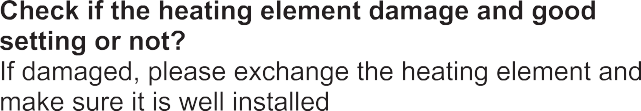 Check if the heating element damage and good
setting or not?
If damaged, please exchange the heating element and
make sure it is well installed